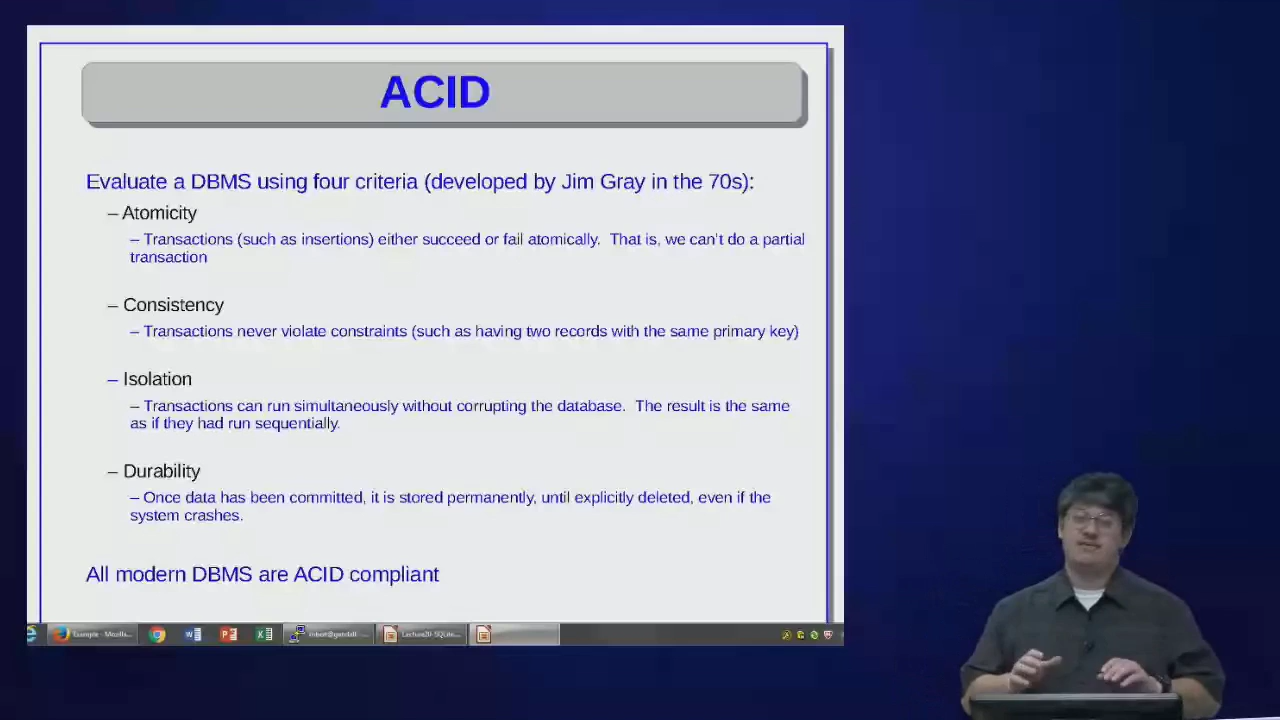 ACID
Evaluate a DBMS using four criteria (developed by Jim Gray in the 70s):
– Atomicity
– Transactions (such as insertions) either succeed or fail atomically. That is, we can't do a partial
transaction
– Consistency
– Transactions never violate constraints (such as having two records with the same primary key)
– Isolation
– Transactions can run simultaneously without corrupting the database. The result is the same
as if they had run sequentially.
– Durability
– Once data has been committed, it is stored permanently, until explicitly deleted, even if the
system crashes.
All modern DBMS are ACID compliant
Example - Mozilla...
Lecture20-SQLite...